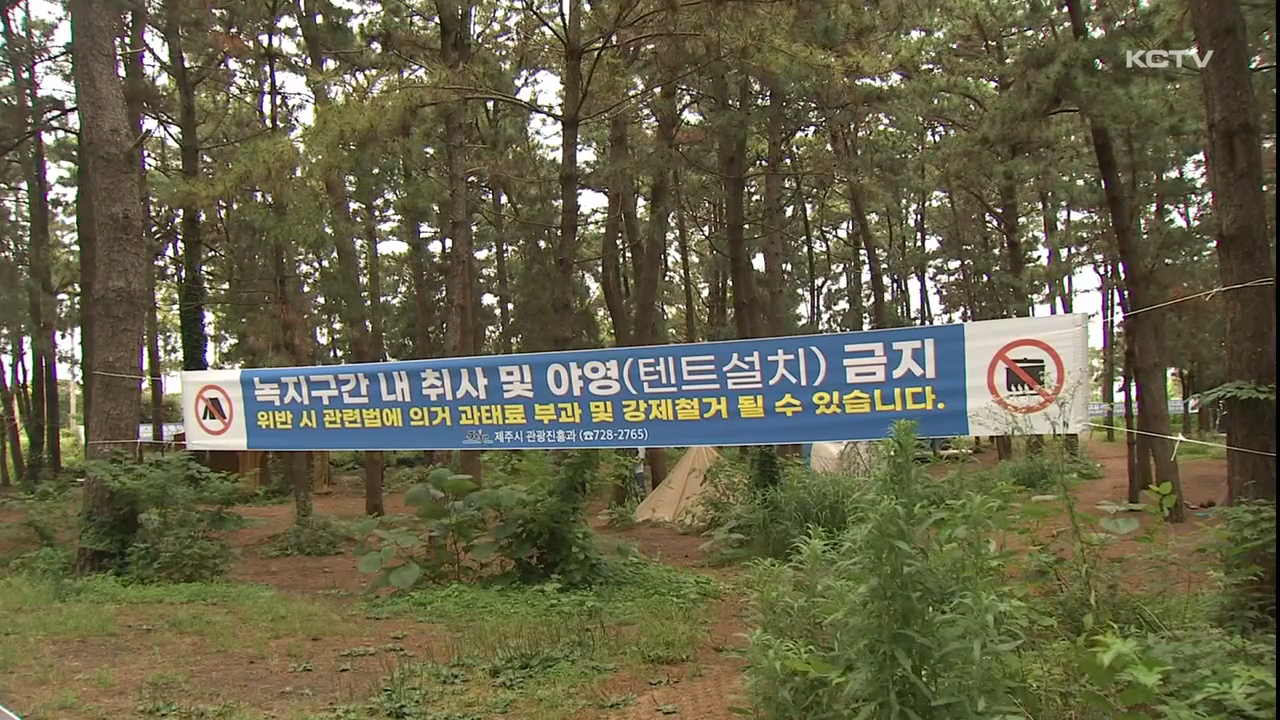 KCTV
녹지구간 내 취사 및 야영(텐트설치) 금지
위반 시 관련법에 의거 과태료 부과 및 강제철거 될 수 있습니다.
제주시 관광진흥과 (☎728-2765)